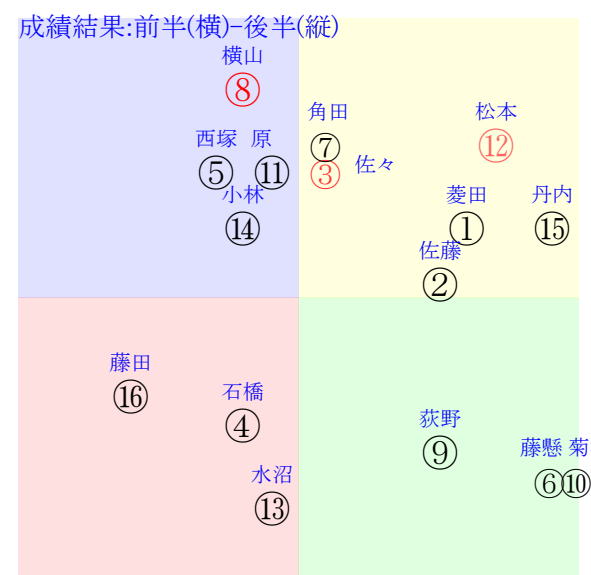 成績結果:前半(横)-後半(縦)
横山
⑧
角田
⑦
松本
⑫
西塚 原
⑤ ⑪
③ 佐々
小林
⑭
菱田
①
丹内
⑮
佐藤
②
藤田
⑯
石橋
④
荻野
⑨
藤懸 菊
⑥⑩
水沼
⑬